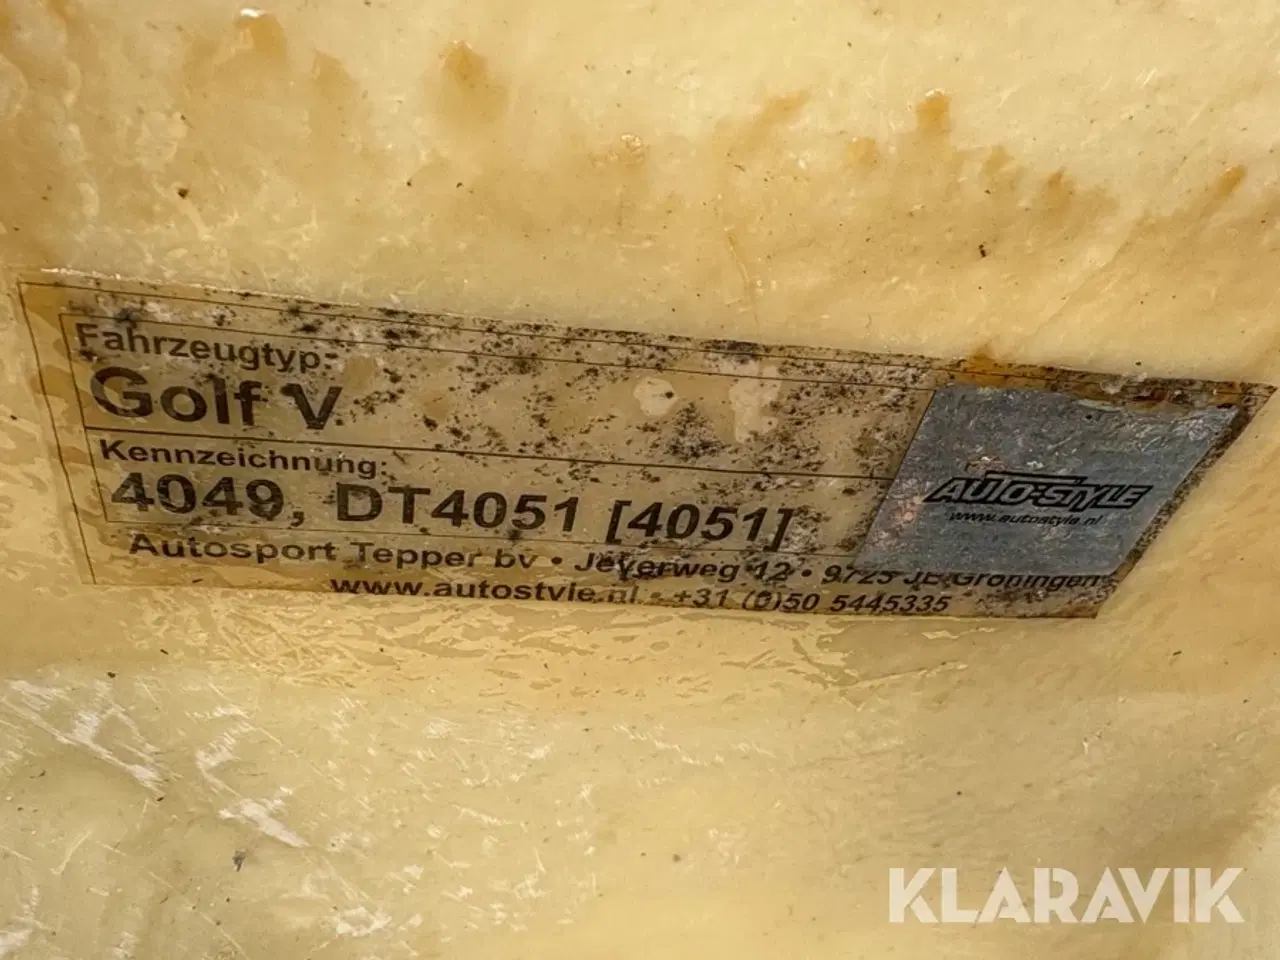 Fahrzeugtyp:
Golf V
Kennzeichnung:
4049, DT4051 [4051]
Autosport Tepper bv • Jeverweg 12 • 9723 JE Groningen
www.autostyle.nl • +31 (0)50 5445335
AUTO-STYLE
www.autostyle.nl
KLARAVIK